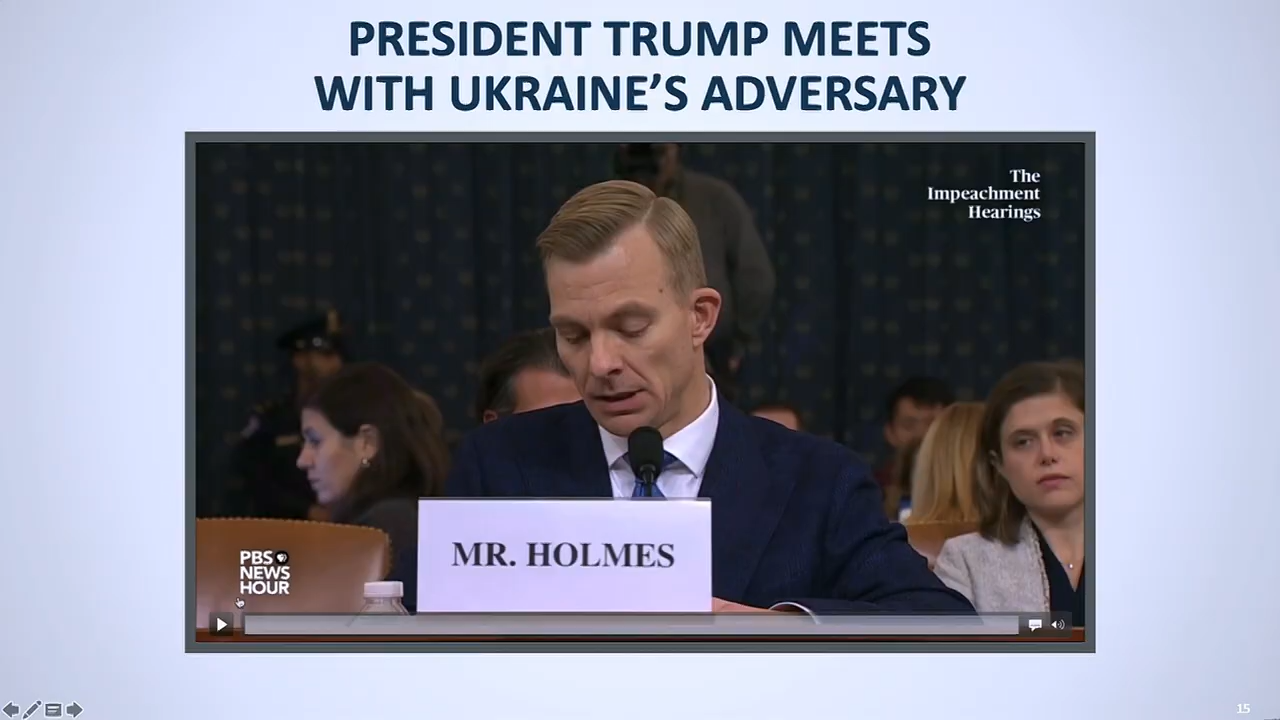 PRESIDENT TRUMP MEETS
WITH UKRAINE’S ADVERSARY
The
Impeachment
Hearings
MR. HOLMES
PBS
NEWS
HOUR
15